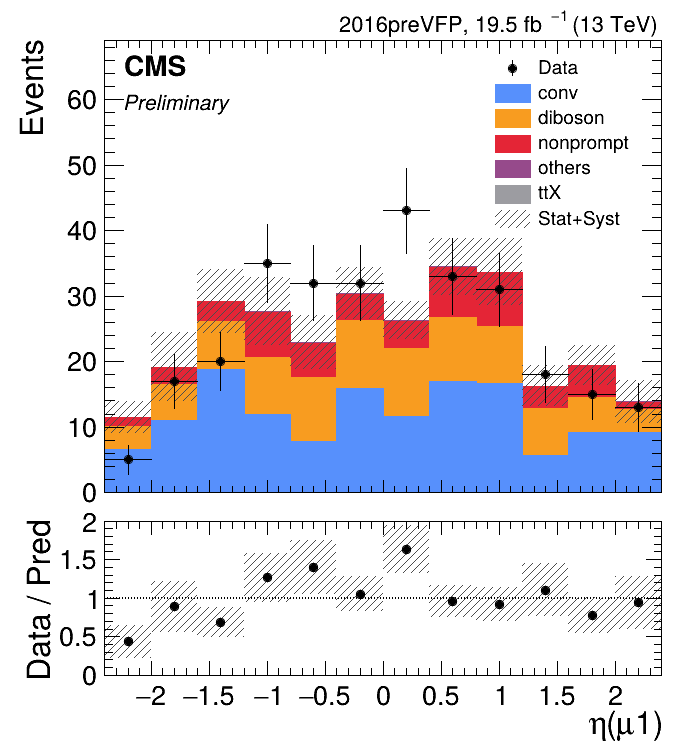 2016preVFP, 19.5 fb⁻¹ (13 TeV)
Events
CMS
Preliminary
Data
conv
diboson
nonprompt
others
ttX
Stat+Syst
60
50
40
30
20
10
0
Data / Pred
2
1.5
1
0.5
0
−2 −1.5 −1 −0.5 0 0.5 1 1.5 2
η(μ1)